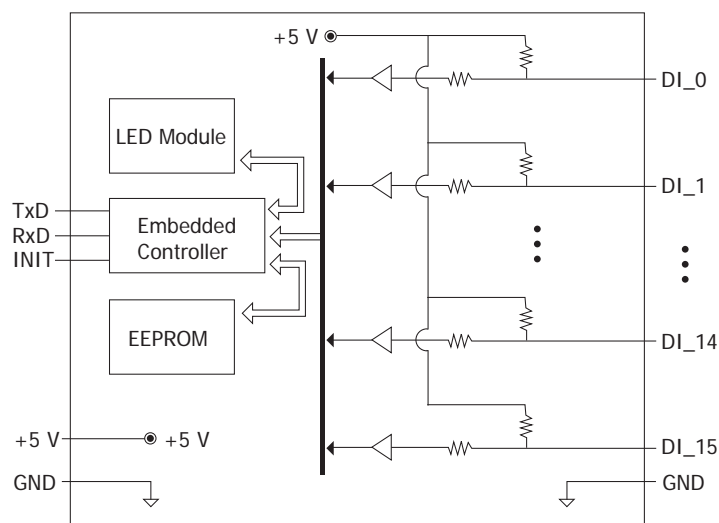 +5 V
DI_0
LED Module
DI_1
TxD
RxD
INIT
Embedded
Controller
EEPROM
DI_14
+5 V
+5 V
DI_15
GND
GND